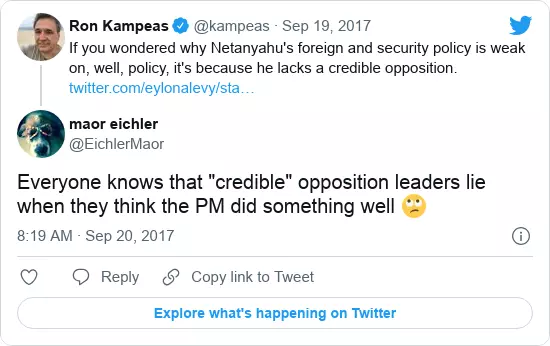 Ron Kampeas @kampeas · Sep 19, 2017
If you wondered why Netanyahu's foreign and security policy is weak
on, well, policy, it's because he lacks a credible opposition.
twitter.com/eylonalevy/sta…
maor eichler
@EichlerMaor
Everyone knows that "credible" opposition leaders lie
when they think the PM did something well 🙄
8:19 AM · Sep 20, 2017
Reply
Copy link to Tweet
Explore what's happening on Twitter